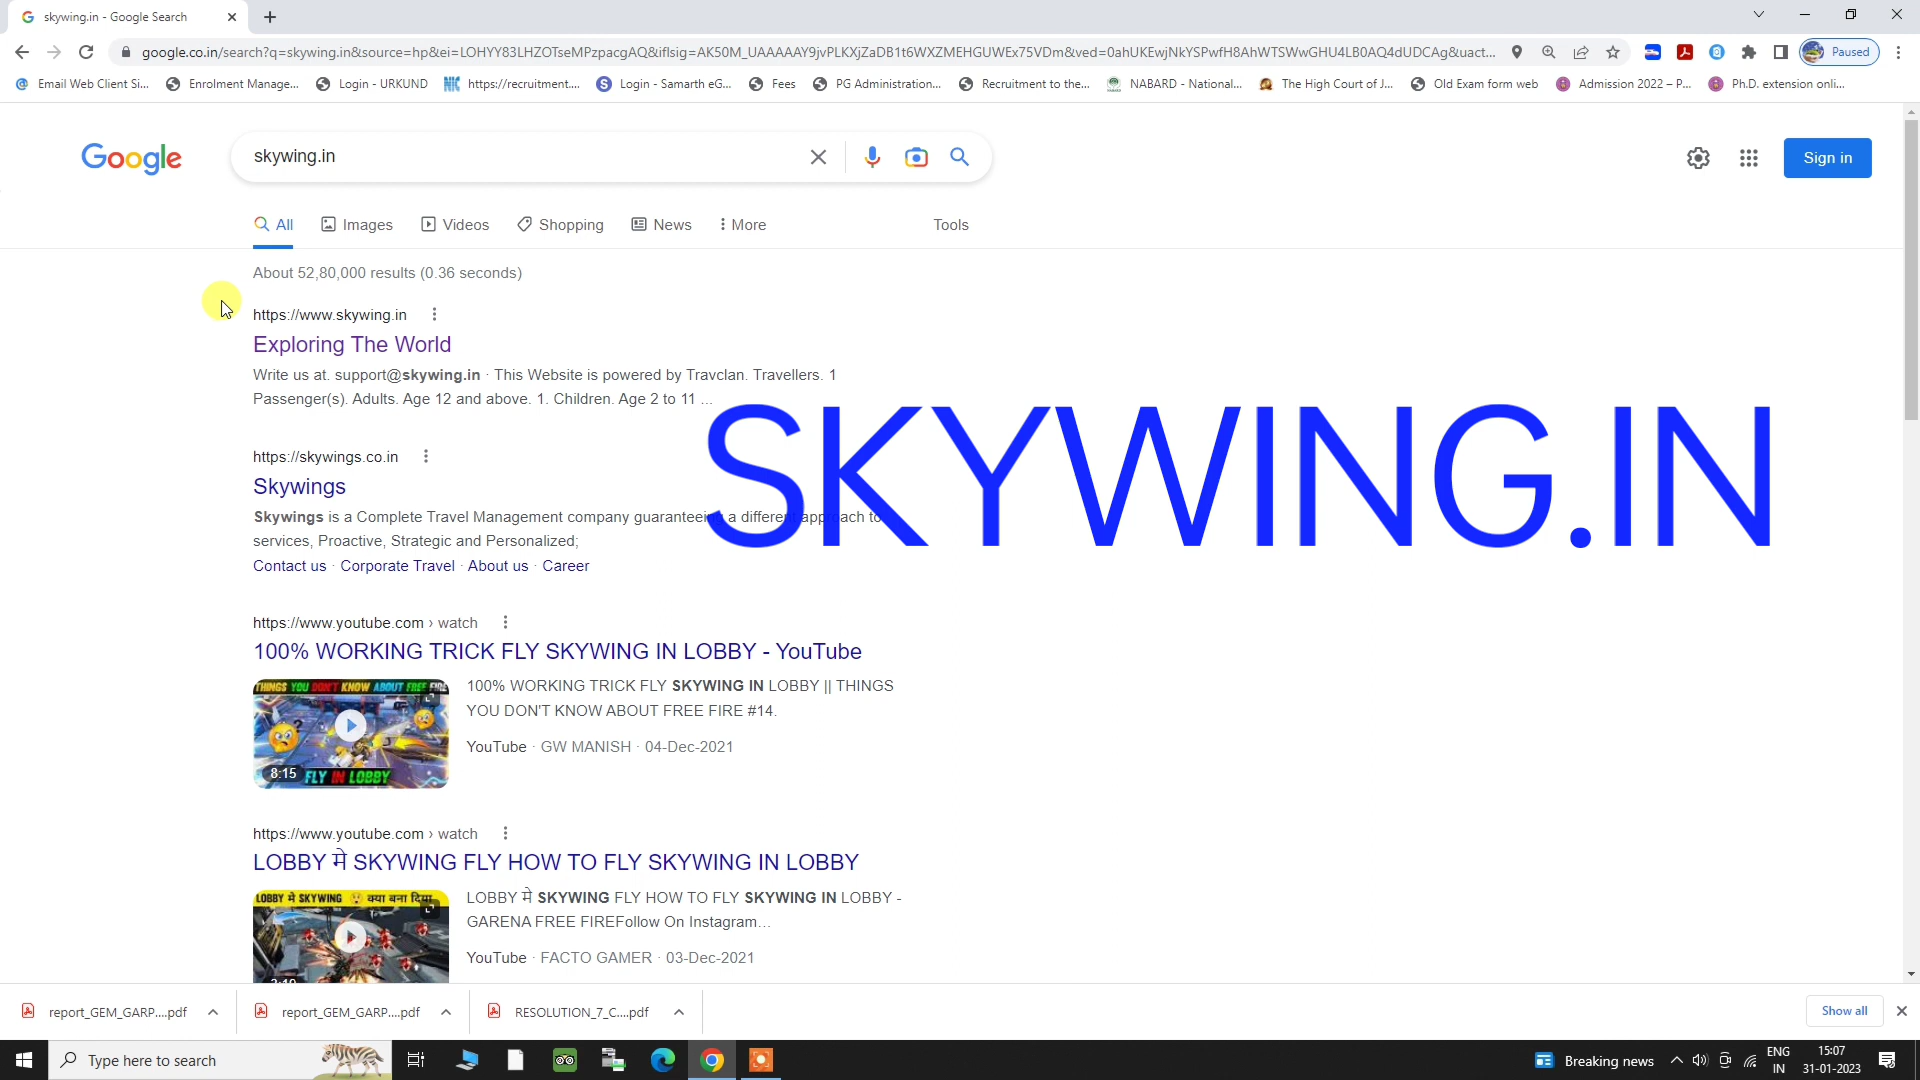 skywing.in - Google Search
google.co.in/search?q=skywing.in&source=hp&ei=LOHYY83LHZOTseMPzpacgAQ&iflsig=AK50M_UAAAAAY9jvPLKXjZaDB1t6WXZMEHGUWEx75VDm&ved=0ahUKEwjNkYSPwfH8AhWTSWwGHU4LB0AQ4dUDCAg&uact...
Paused
Email Web Client Si...
Enrolment Manage...
Login - URKUND
https://recruitment...
Login - Samarth eG...
Fees
PG Administration...
Recruitment to the...
NABARD - National...
The High Court of J...
Old Exam form web
Admission 2022 – P...
Ph.D. extension onli...
Google
skywing.in
Sign in
All
Images
Videos
Shopping
News
More
Tools
About 52,80,000 results (0.36 seconds)
https://www.skywing.in
Exploring The World
Write us at. support@skywing.in · This Website is powered by Travclan. Travellers. 1
Passenger(s). Adults. Age 12 and above. 1. Children. Age 2 to 11 ...
SKYWING.IN
https://skywings.co.in
Skywings
Skywings is a Complete Travel Management company guaranteeing a different approach to
services, Proactive, Strategic and Personalized;
Contact us · Corporate Travel · About us · Career
https://www.youtube.com › watch
100% WORKING TRICK FLY SKYWING IN LOBBY - YouTube
THINGS YOU DON'T KNOW ABOUT FREE FIRE
8:15
FLY IN LOBBY
100% WORKING TRICK FLY SKYWING IN LOBBY || THINGS
YOU DON'T KNOW ABOUT FREE FIRE #14.
YouTube · GW MANISH · 04-Dec-2021
https://www.youtube.com › watch
LOBBY मे SKYWING FLY HOW TO FLY SKYWING IN LOBBY
LOBBY मे SKYWING क्या बना दिया
LOBBY मे SKYWING FLY HOW TO FLY SKYWING IN LOBBY -
GARENA FREE FIREFollow On Instagram...
YouTube · FACTO GAMER · 03-Dec-2021
report_GEM_GARP....pdf
report_GEM_GARP....pdf
RESOLUTION_7_C....pdf
Show all
Type here to search
Breaking news
ENG
IN
15:07
31-01-2023